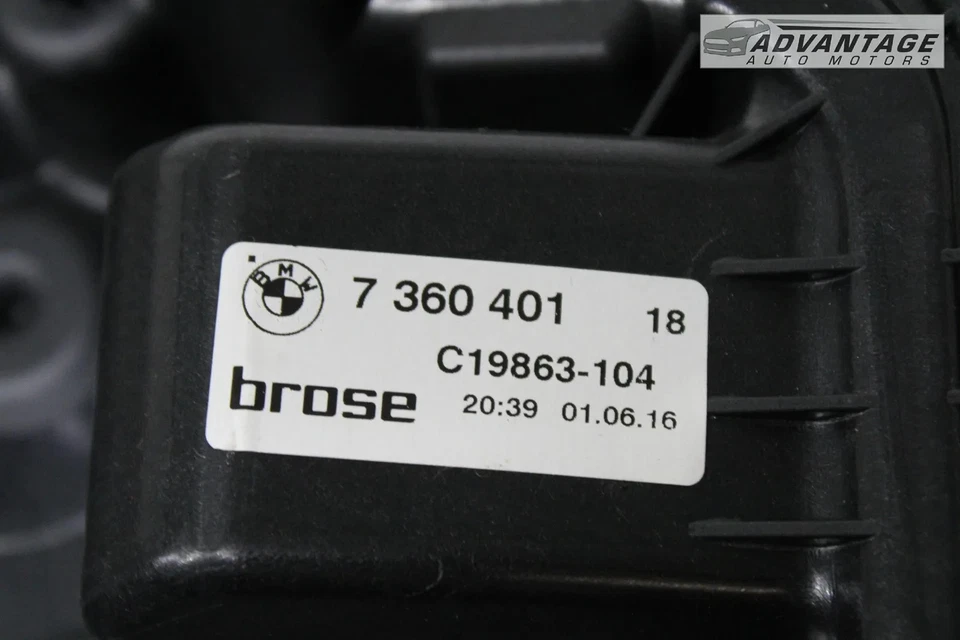 ADVANTAGE
AUTO MOTORS
BMW
7 360 401 18
C19863-104
brose 20:39 01.06.16